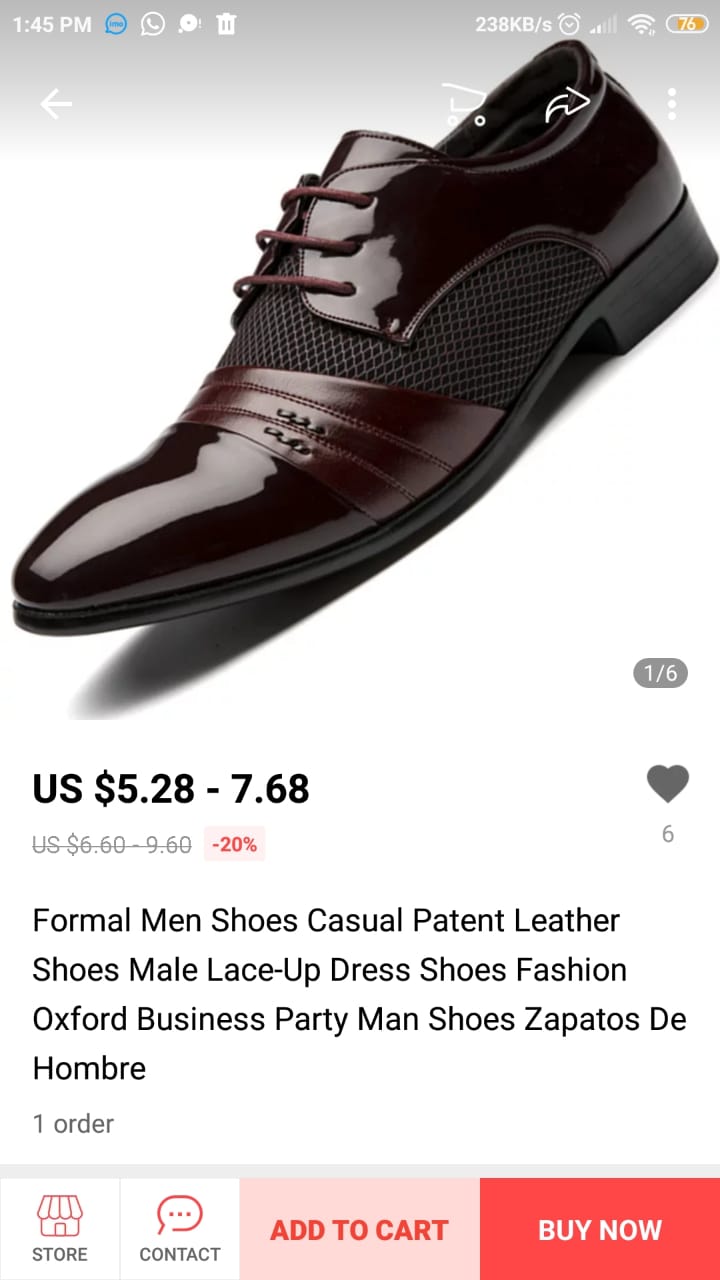 1:45 PM imo 238KB/s 76
1/6
US $5.28 - 7.68
US $6.60 - 9.60 -20%
6
Formal Men Shoes Casual Patent Leather
Shoes Male Lace-Up Dress Shoes Fashion
Oxford Business Party Man Shoes Zapatos De
Hombre
1 order
STORE CONTACT ADD TO CART BUY NOW